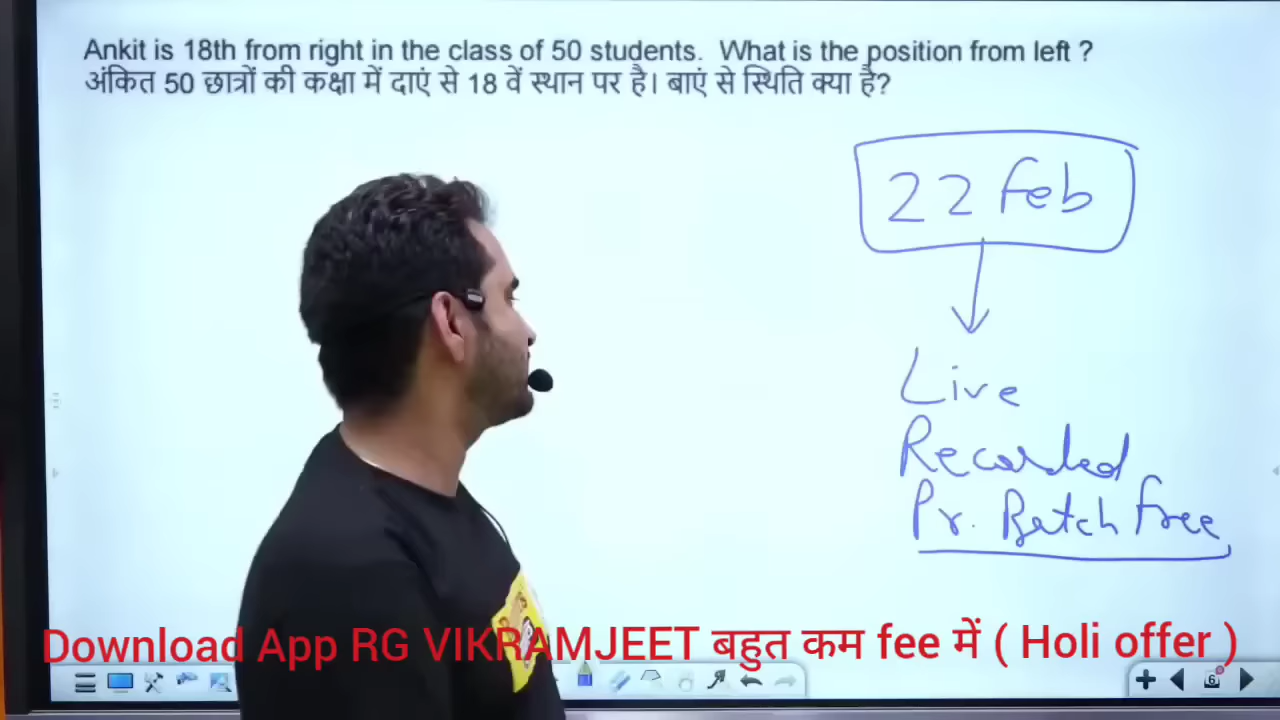 Ankit is 18th from right in the class of 50 students. What is the position from left ?
अंकित 50 छात्रों की कक्षा में दाएं से 18 वें स्थान पर है। बाएं से स्थिति क्या है?
22 Feb
Live
Recorded
Pr. Batch free
Download App RG VIKRAMJEET बहुत कम fee में ( Holi offer )
6